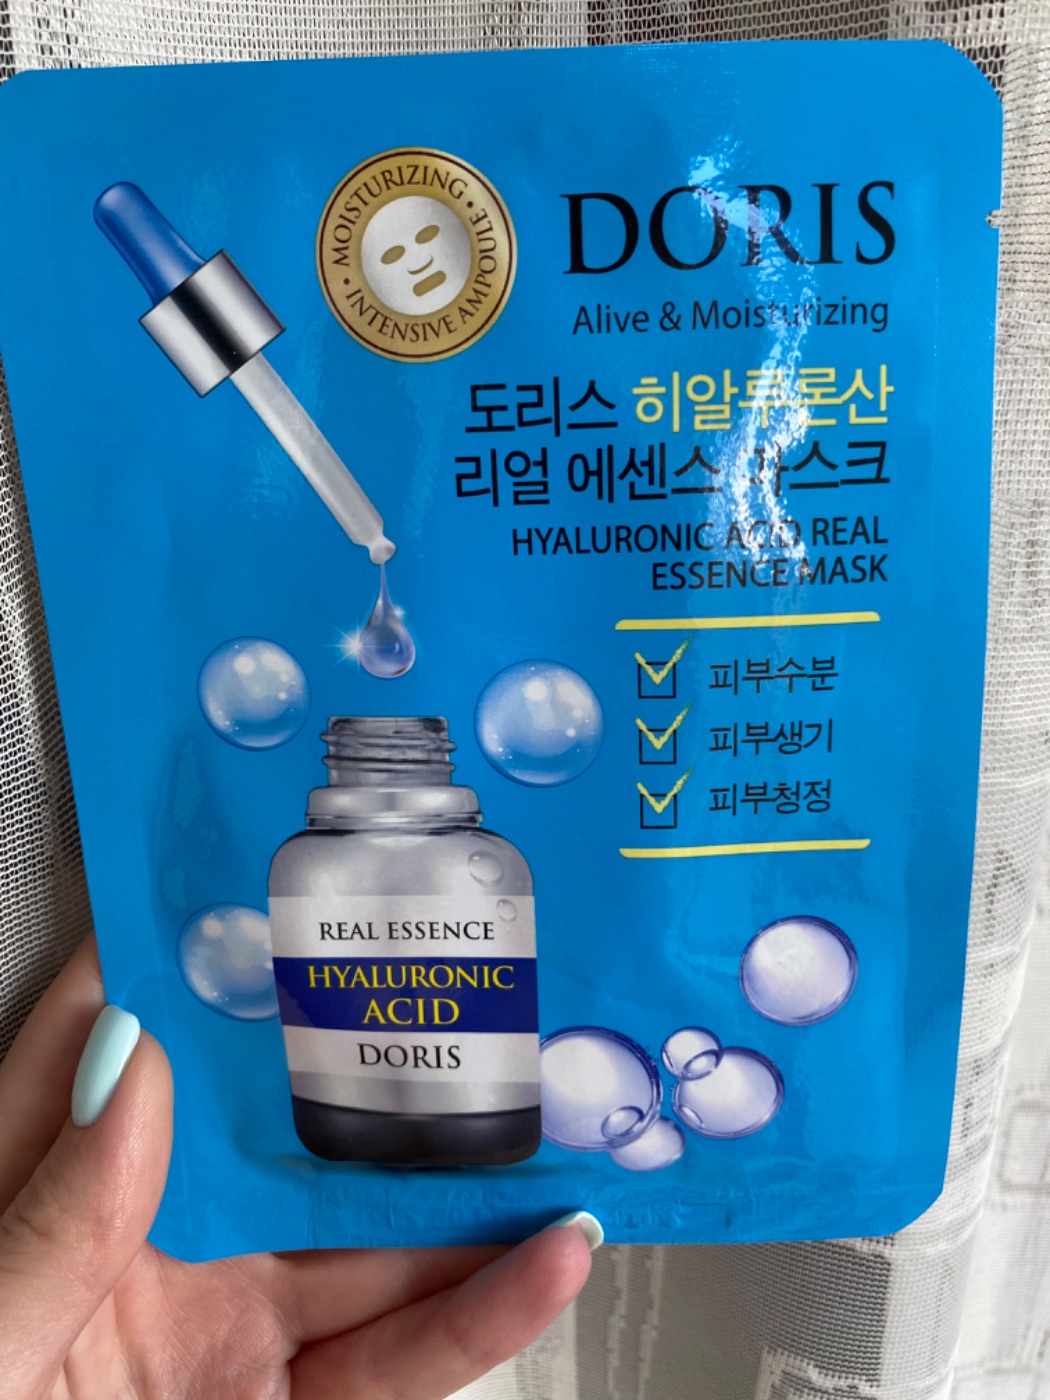 MOISTURIZING • INTENSIVE AMPOULE •
DORIS
Alive & Moisturizing
도리스 히알루론산
리얼 에센스 마스크
HYALURONIC ACID REAL
ESSENCE MASK
피부수분
피부생기
피부청정
REAL ESSENCE
HYALURONIC
ACID
DORIS